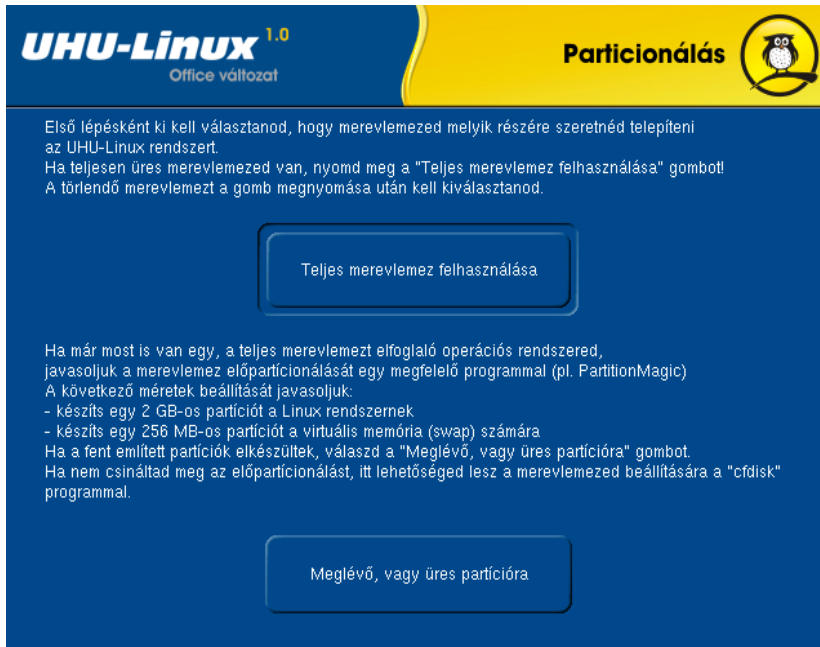 UHU-Linux 1.0
Office változat
Particionálás
Első lépésként ki kell választanod, hogy merevlemezed melyik részére szeretnéd telepíteni
az UHU-Linux rendszert.
Ha teljesen üres merevlemezed van, nyomd meg a "Teljes merevlemez felhasználása" gombot!
A törlendő merevlemezt a gomb megnyomása után kell kiválasztanod.
Teljes merevlemez felhasználása
Ha már most is van egy, a teljes merevlemezt elfoglaló operációs rendszered,
javasoljuk a merevlemez előpartícionálását egy megfelelő programmal (pl. PartitionMagic)
A következő méretek beállítását javasoljuk:
- készíts egy 2 GB-os partíciót a Linux rendszernek
- készíts egy 256 MB-os partíciót a virtuális memória (swap) számára
Ha a fent említett partíciók elkészültek, válaszd a "Meglévő, vagy üres partícióra" gombot.
Ha nem csináltad meg az előpartícionálást, itt lehetőséged lesz a merevlemezed beállítására a "cfdisk"
programmal.
Meglévő, vagy üres partícióra